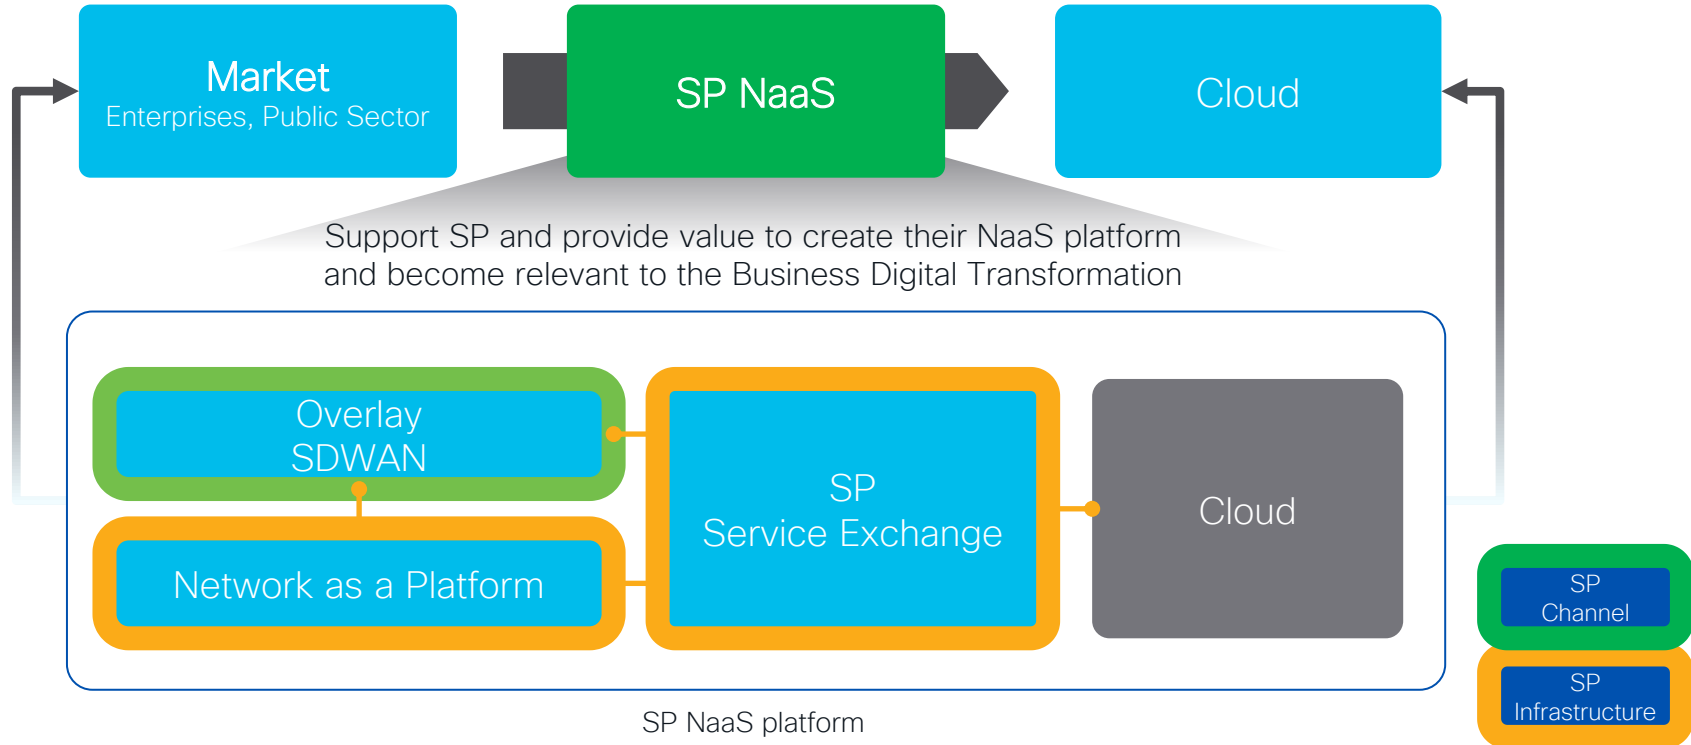 Market
Enterprises, Public Sector
SP NaaS
Cloud
Support SP and provide value to create their NaaS platform
and become relevant to the Business Digital Transformation
Overlay
SDWAN
Network as a Platform
SP
Service Exchange
Cloud
SP
Channel
SP
Infrastructure
SP NaaS platform